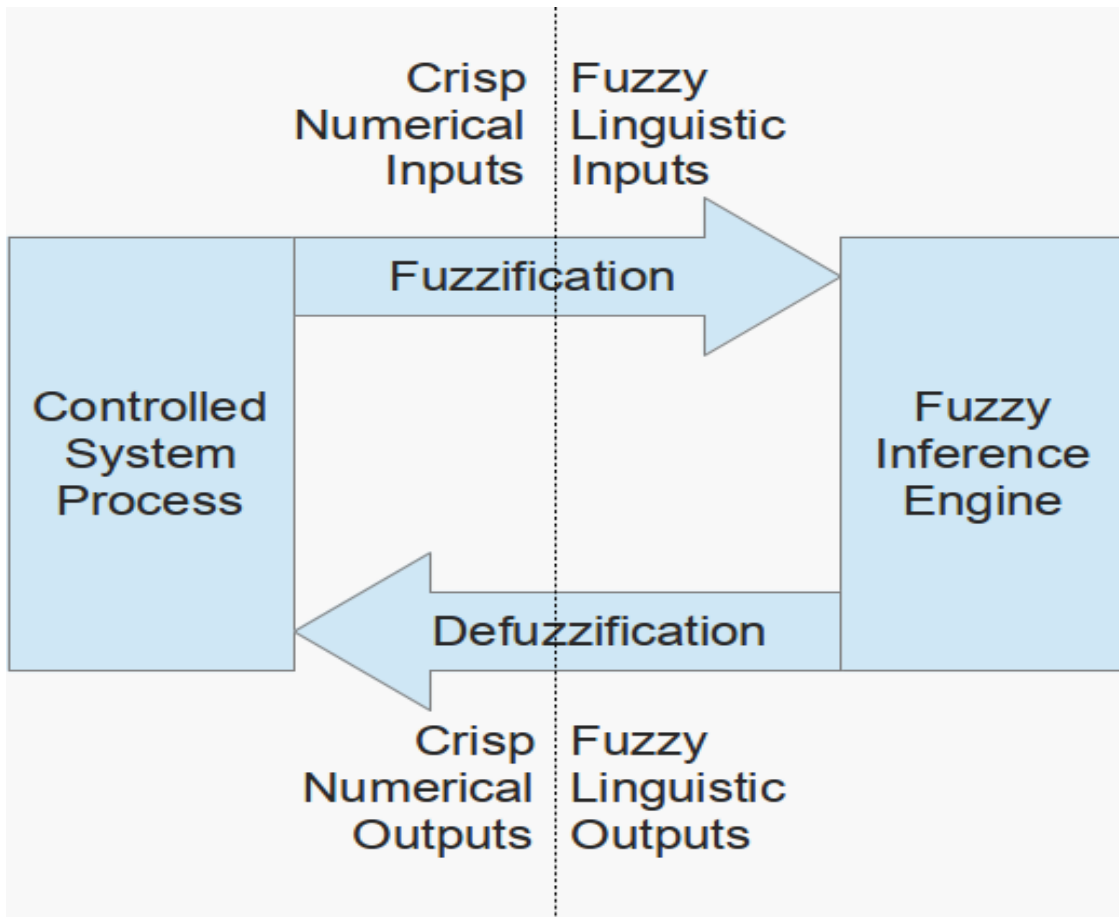 Crisp
Numerical
Inputs
Fuzzy
Linguistic
Inputs
Fuzzification
Controlled
System
Process
Fuzzy
Inference
Engine
Defuzzification
Crisp
Numerical
Outputs
Fuzzy
Linguistic
Outputs